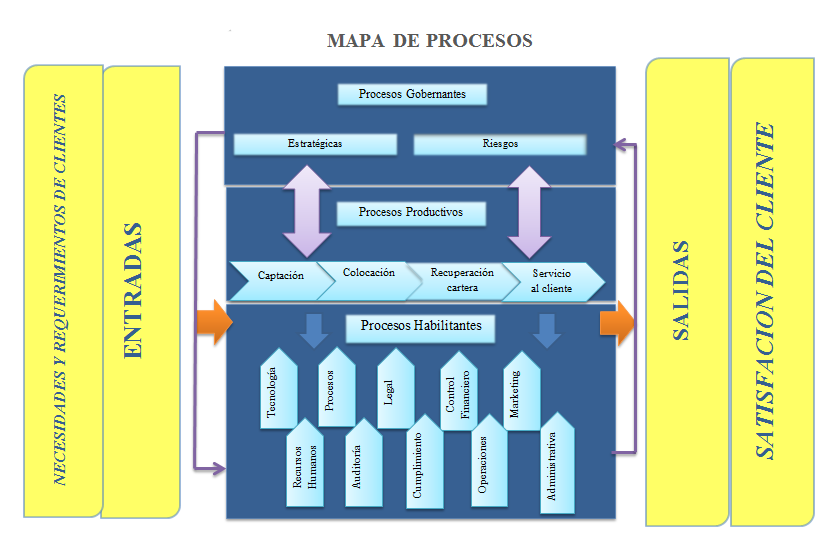 MAPA DE PROCESOS
NECESIDADES Y REQUERIMIENTOS DE CLIENTES
ENTRADAS
Procesos Gobernantes
Estratégicas
Riesgos
Procesos Productivos
Captación
Colocación
Recuperación
cartera
Servicio
al cliente
Procesos Habilitantes
Tecnología
Procesos
Legal
Control
Financiero
Marketing
Recursos
Humanos
Auditoría
Cumplimiento
Operaciones
Administrativa
SALIDAS
SATISFACION DEL CLIENTE